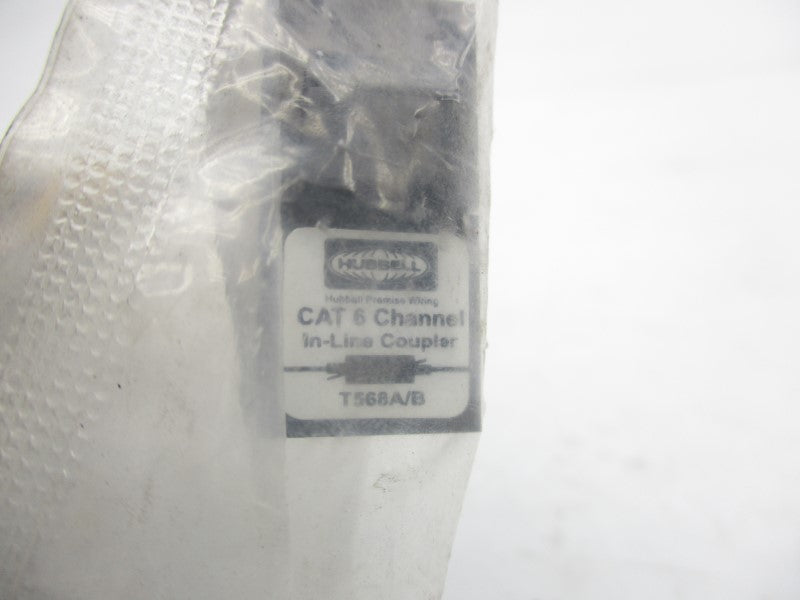 HUBBELL
Hubbell Premise Wiring
CAT 6 Channel
In-Line Coupler
T568A/B